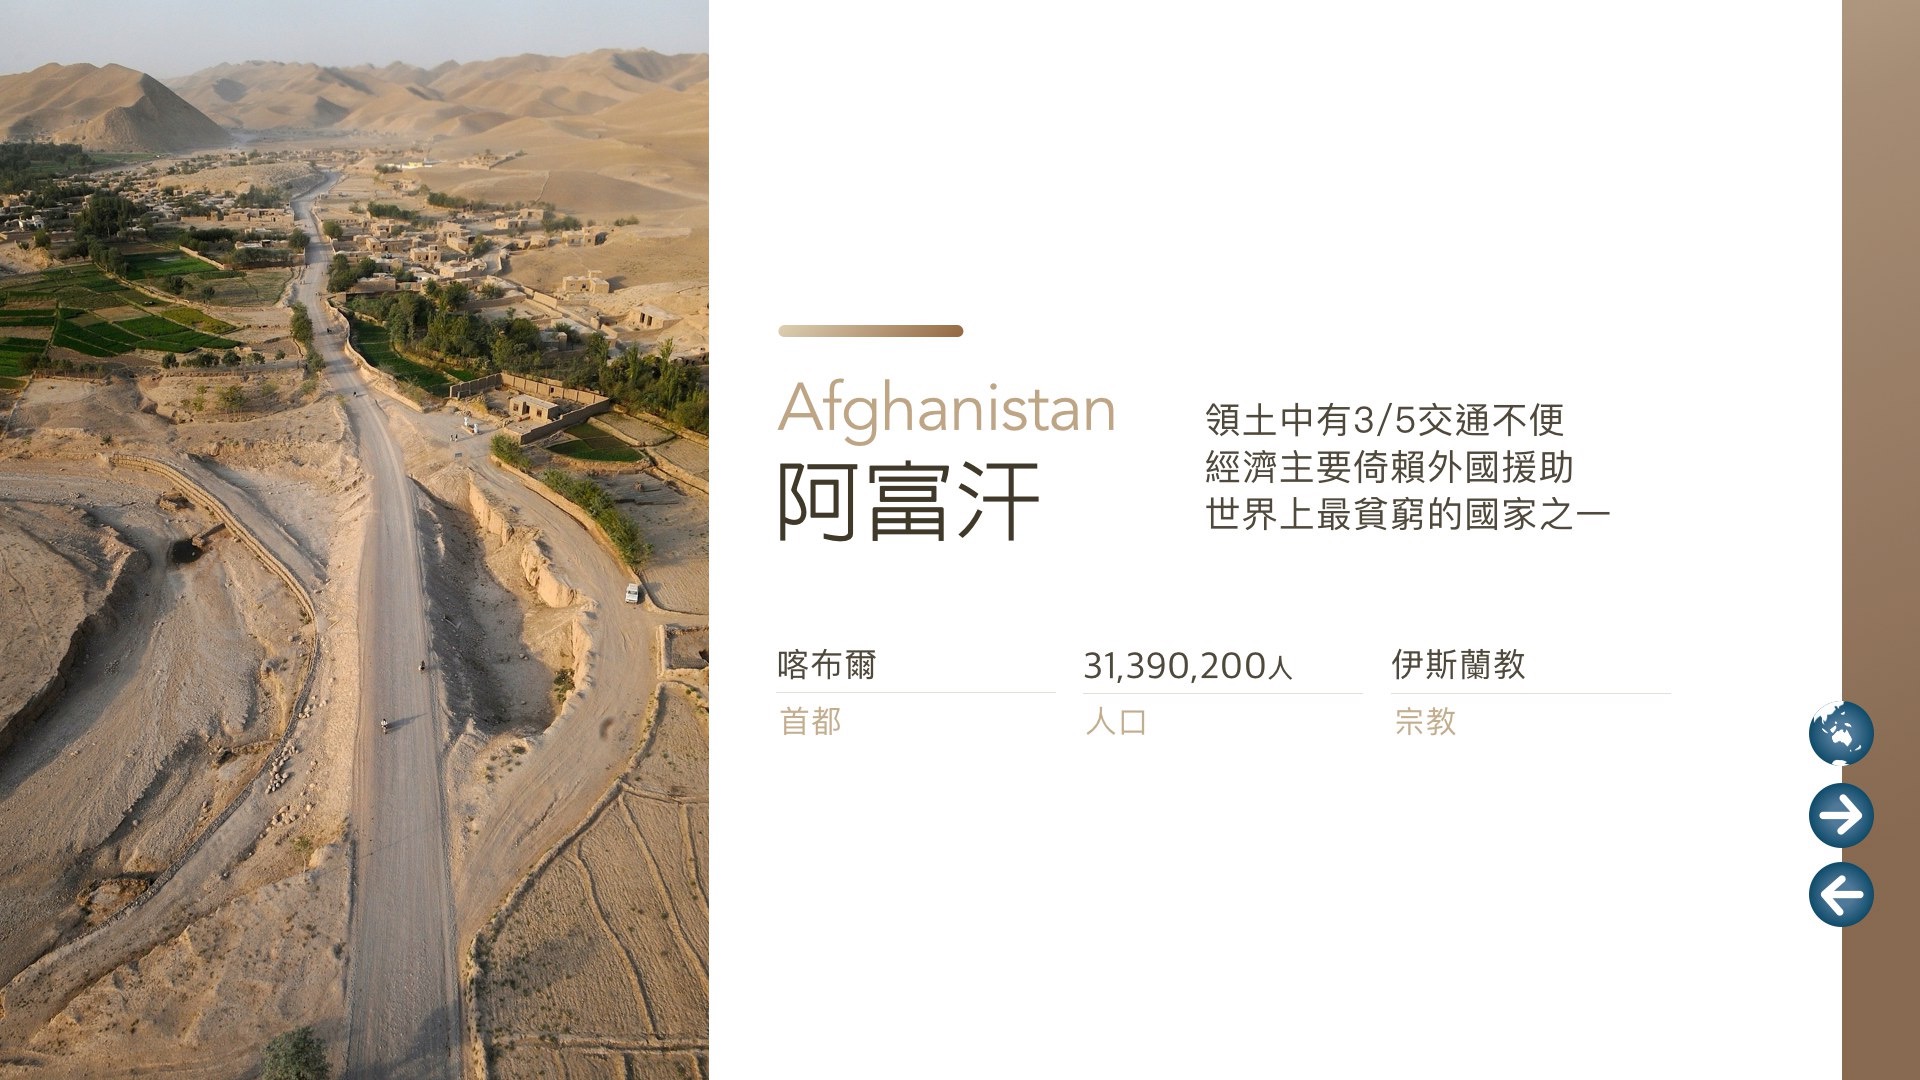 Afghanistan
阿富汗
領土中有3/5交通不便
經濟主要倚賴外國援助
世界上最貧窮的國家之一
喀布爾
首都
31,390,200人
人口
伊斯蘭教
宗教